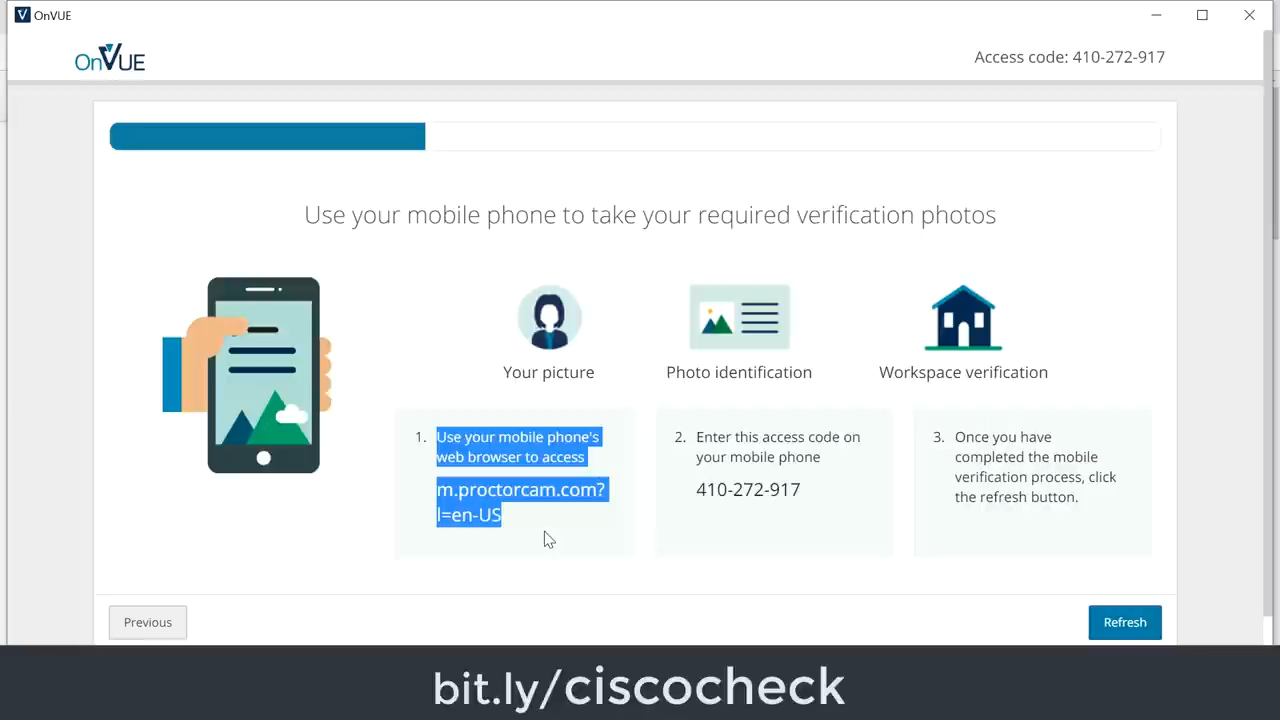 OnVUE
OnVUE
Access code: 410-272-917
Use your mobile phone to take your required verification photos
Your picture
Photo identification
Workspace verification
1. Use your mobile phone's
web browser to access
m.proctorcam.com?
l=en-US
2. Enter this access code on
your mobile phone
410-272-917
3. Once you have
completed the mobile
verification process, click
the refresh button.
Previous
Refresh
bit.ly/ciscocheck